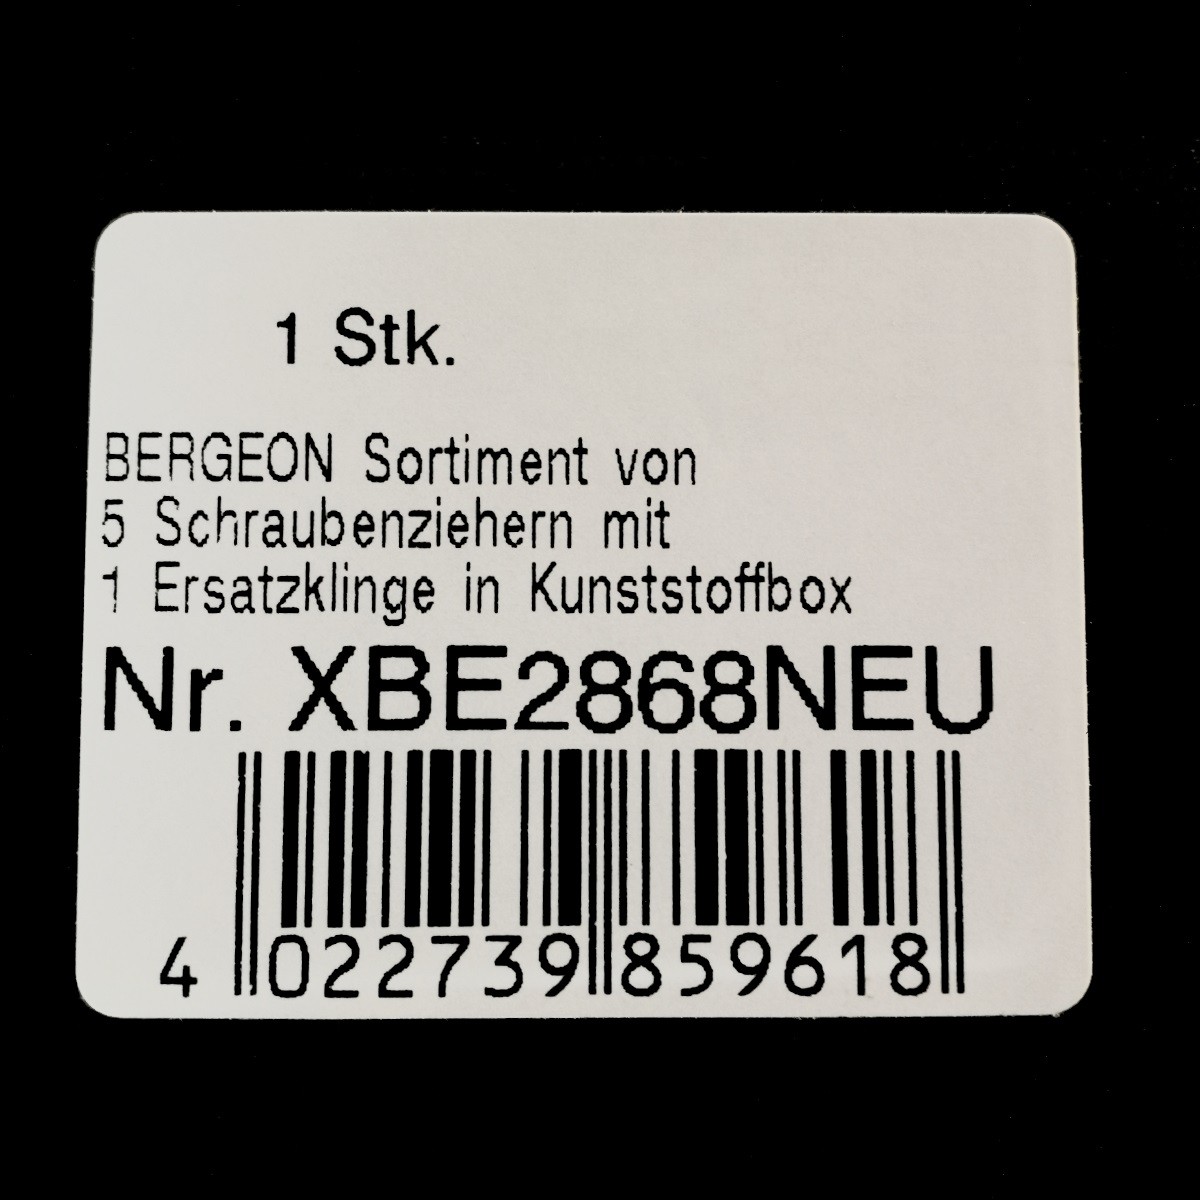 1 Stk.
BERGEON Sortiment von
5 Schraubenziehern mit
1 Ersatzklinge in Kunststoffbox
Nr. XBE2868NEU
4 022739 859618